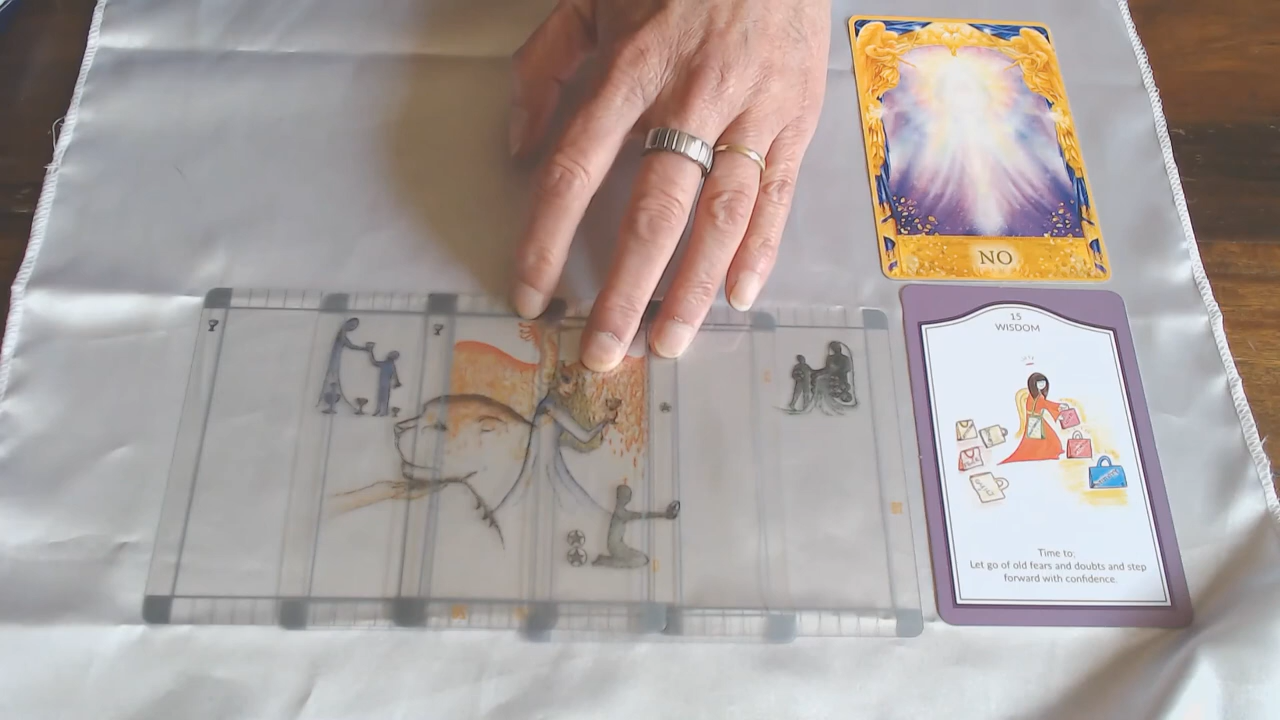 NO
15
WISDOM
Time to:
Let go of old fears and doubts and step
forward with confidence.